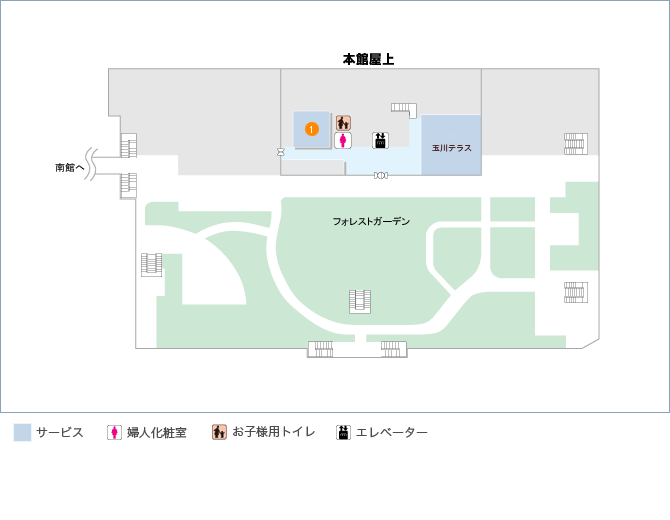 本館屋上
1
玉川テラス
南館へ
フォレストガーデン
サービス
婦人化粧室
お子様用トイレ
エレベーター